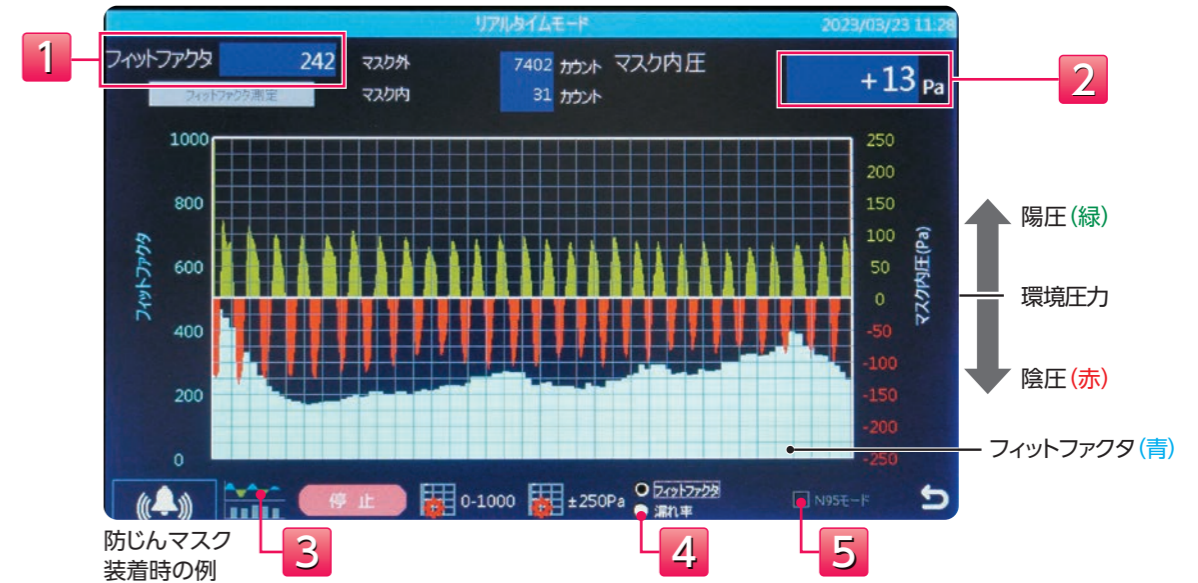 リアルタイムモード 2023/03/23 11:28
1 フィットファクタ 242 マスク外 7402 カウント マスク内圧 +13 Pa 2
フィットファクタ測定 マスク内 31 カウント
1000 250
200
800 150
100
600 50
0
400 -50
-100
200 -150
-200
0 -250
フィットファクタ
マスク内圧(Pa)
陽圧(緑)
環境圧力
陰圧(赤)
フィットファクタ(青)
停止 0-1000 ±250Pa フィットファクタ N95モード
漏れ率
防じんマスク
装着時の例
3 4 5